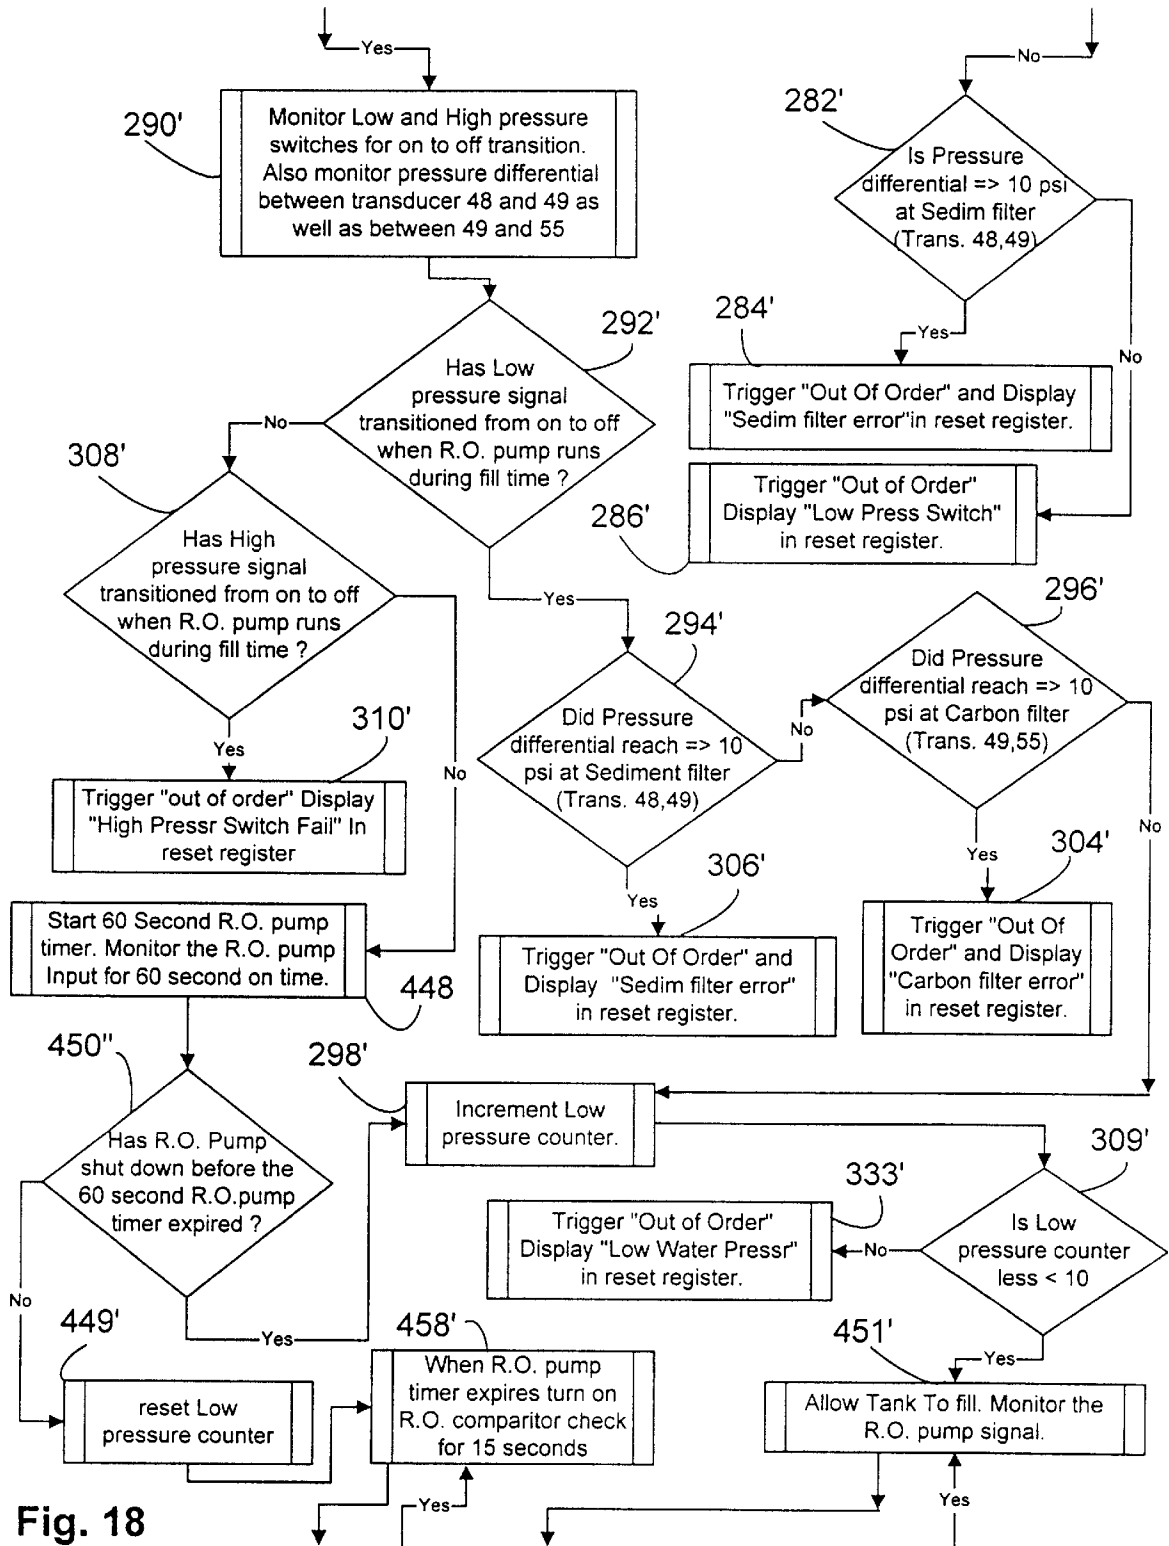 Yes
No
290'
Monitor Low and High pressure
switches for on to off transition.
Also monitor pressure differential
between transducer 48 and 49 as
well as between 49 and 55
282'
Is Pressure
differential => 10 psi
at Sedim filter
(Trans. 48,49)
284'
Yes
No
Trigger "Out Of Order" and Display
"Sedim filter error"in reset register.
292'
Has Low
pressure signal
transitioned from on to off
when R.O. pump runs
during fill time ?
No
286'
Trigger "Out of Order"
Display "Low Press Switch"
in reset register.
308'
Has High
pressure signal
transitioned from on to off
when R.O. pump runs
during fill time ?
Yes
294'
Did Pressure
differential reach => 10
psi at Sediment filter
(Trans. 48,49)
No
296'
Did Pressure
differential reach => 10
psi at Carbon filter
(Trans. 49,55)
310'
Yes
No
Trigger "out of order" Display
"High Pressr Switch Fail" In
reset register
No
Yes
306'
Yes
304'
Start 60 Second R.O. pump
timer. Monitor the R.O. pump
Input for 60 second on time.
448
Trigger "Out Of Order" and
Display "Sedim filter error"
in reset register.
Trigger "Out Of
Order" and Display
"Carbon filter error"
in reset register.
450"
298'
Increment Low
pressure counter.
Has R.O. Pump
shut down before the
60 second R.O.pump
timer expired ?
309'
333'
Trigger "Out of Order"
Display "Low Water Pressr"
in reset register.
No
Is Low
pressure counter
less < 10
No
Yes
449'
458'
Yes
451'
reset Low
pressure counter
When R.O. pump
timer expires turn on
R.O. comparitor check
for 15 seconds
Allow Tank To fill. Monitor the
R.O. pump signal.
Yes
Yes
Fig. 18